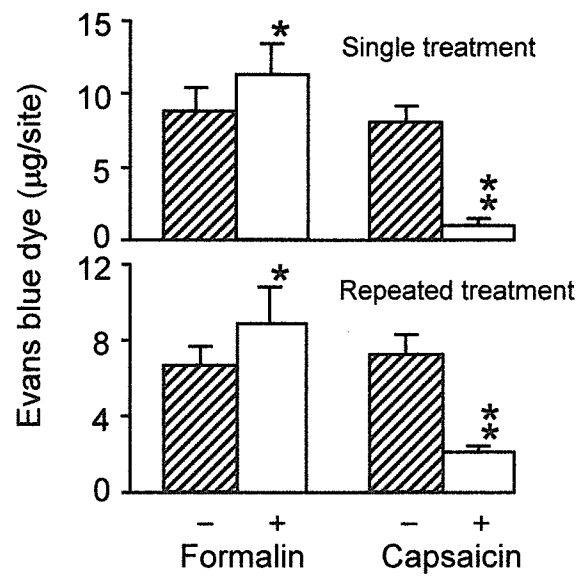 Evans blue dye (μg/site)
15
10
5
0
*
Single treatment
**
12
8
4
0
*
Repeated treatment
**
– + – +
Formalin Capsaicin